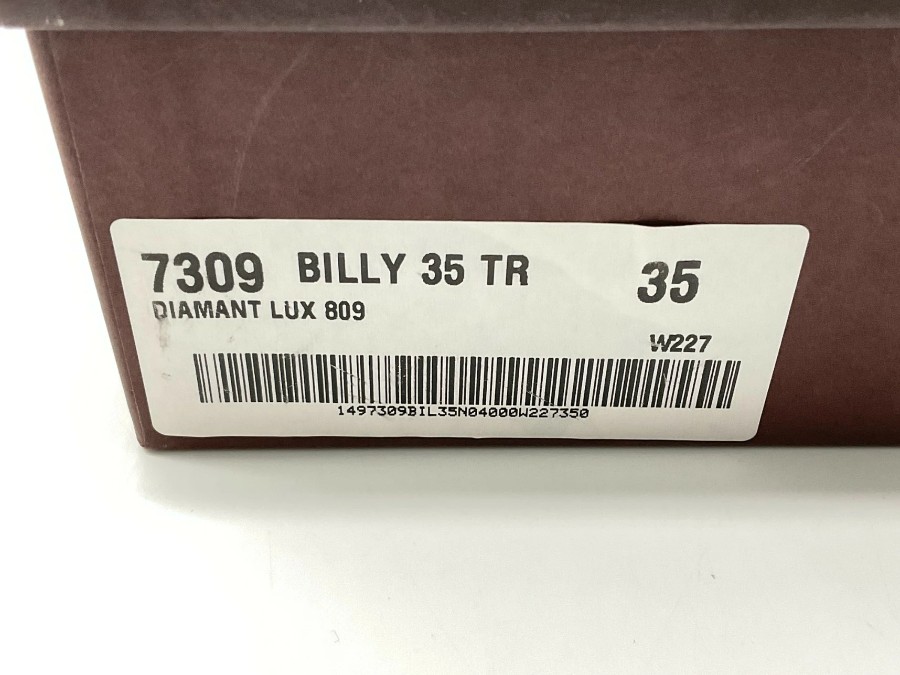 7309 BILLY 35 TR 35
DIAMANT LUX 809
W227
1497309BIL35N04000W227350